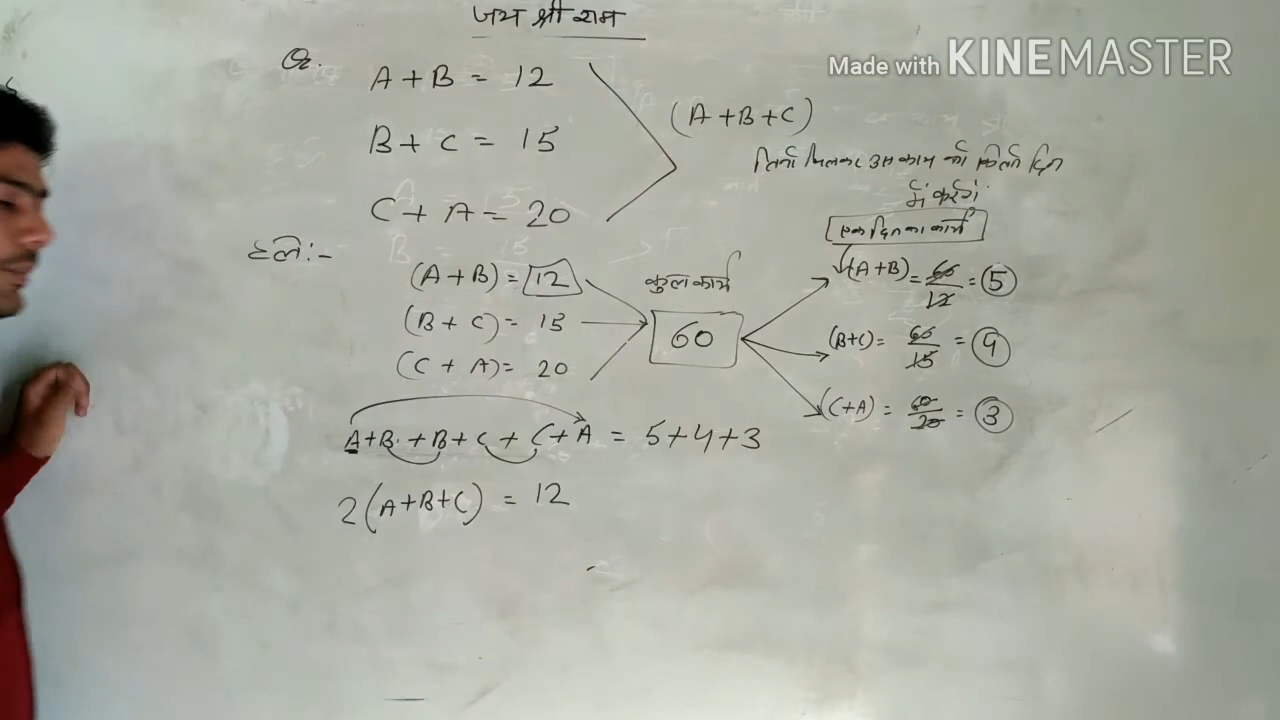 जय श्री राम
Made with KINEMASTER
Q.
A + B = 12
B + C = 15
C + A = 20
(A + B + C)
तिनों मिलकर उस काम को कितने दिन
में करेंगे.
हल:-
एक दिन का कार्य
(A + B) = 12
(B + C) = 15
(C + A) = 20
कुल कार्य
60
(A+B) = 60/12 = 5
(B+C) = 60/15 = 4
(C+A) = 60/20 = 3
A+B+B+C+C+A = 5+4+3
2(A+B+C) = 12